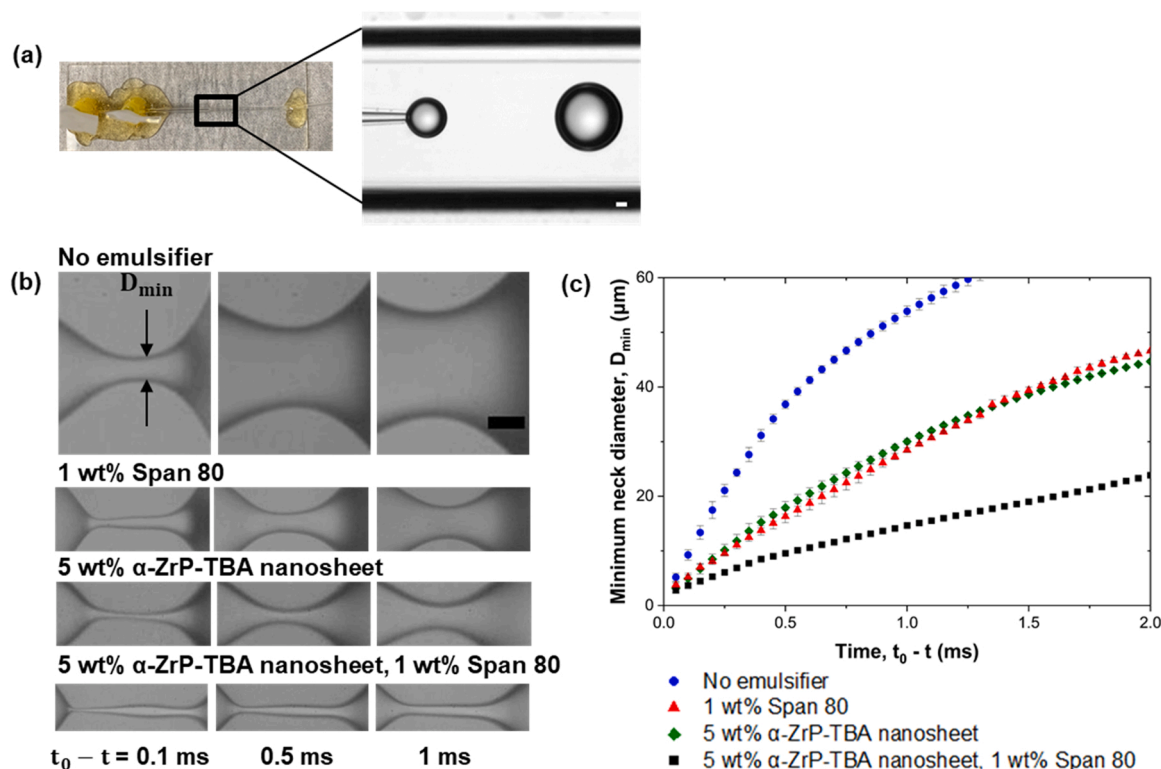 (a)
(b)
No emulsifier
D_min
1 wt% Span 80
5 wt% α-ZrP-TBA nanosheet
5 wt% α-ZrP-TBA nanosheet, 1 wt% Span 80
t₀ − t = 0.1 ms 0.5 ms 1 ms
(c)
Minimum neck diameter, D_min (μm)
60
40
20
0
0.0 0.5 1.0 1.5 2.0
Time, t₀ - t (ms)
No emulsifier
1 wt% Span 80
5 wt% α-ZrP-TBA nanosheet
5 wt% α-ZrP-TBA nanosheet, 1 wt% Span 80